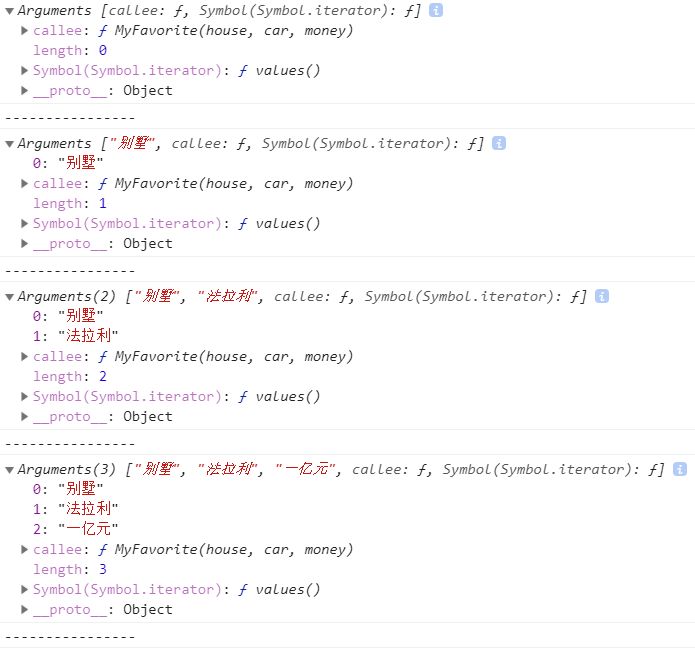 ▼Arguments [callee: ƒ, Symbol(Symbol.iterator): ƒ] i
▶callee: ƒ MyFavorite(house, car, money)
length: 0
▶Symbol(Symbol.iterator): ƒ values()
▶__proto__: Object
----------------
▼Arguments ["别墅", callee: ƒ, Symbol(Symbol.iterator): ƒ] i
0: "别墅"
▶callee: ƒ MyFavorite(house, car, money)
length: 1
▶Symbol(Symbol.iterator): ƒ values()
▶__proto__: Object
----------------
▼Arguments(2) ["别墅", "法拉利", callee: ƒ, Symbol(Symbol.iterator): ƒ] i
0: "别墅"
1: "法拉利"
▶callee: ƒ MyFavorite(house, car, money)
length: 2
▶Symbol(Symbol.iterator): ƒ values()
▶__proto__: Object
----------------
▼Arguments(3) ["别墅", "法拉利", "一亿元", callee: ƒ, Symbol(Symbol.iterator): ƒ] i
0: "别墅"
1: "法拉利"
2: "一亿元"
▶callee: ƒ MyFavorite(house, car, money)
length: 3
▶Symbol(Symbol.iterator): ƒ values()
▶__proto__: Object
----------------